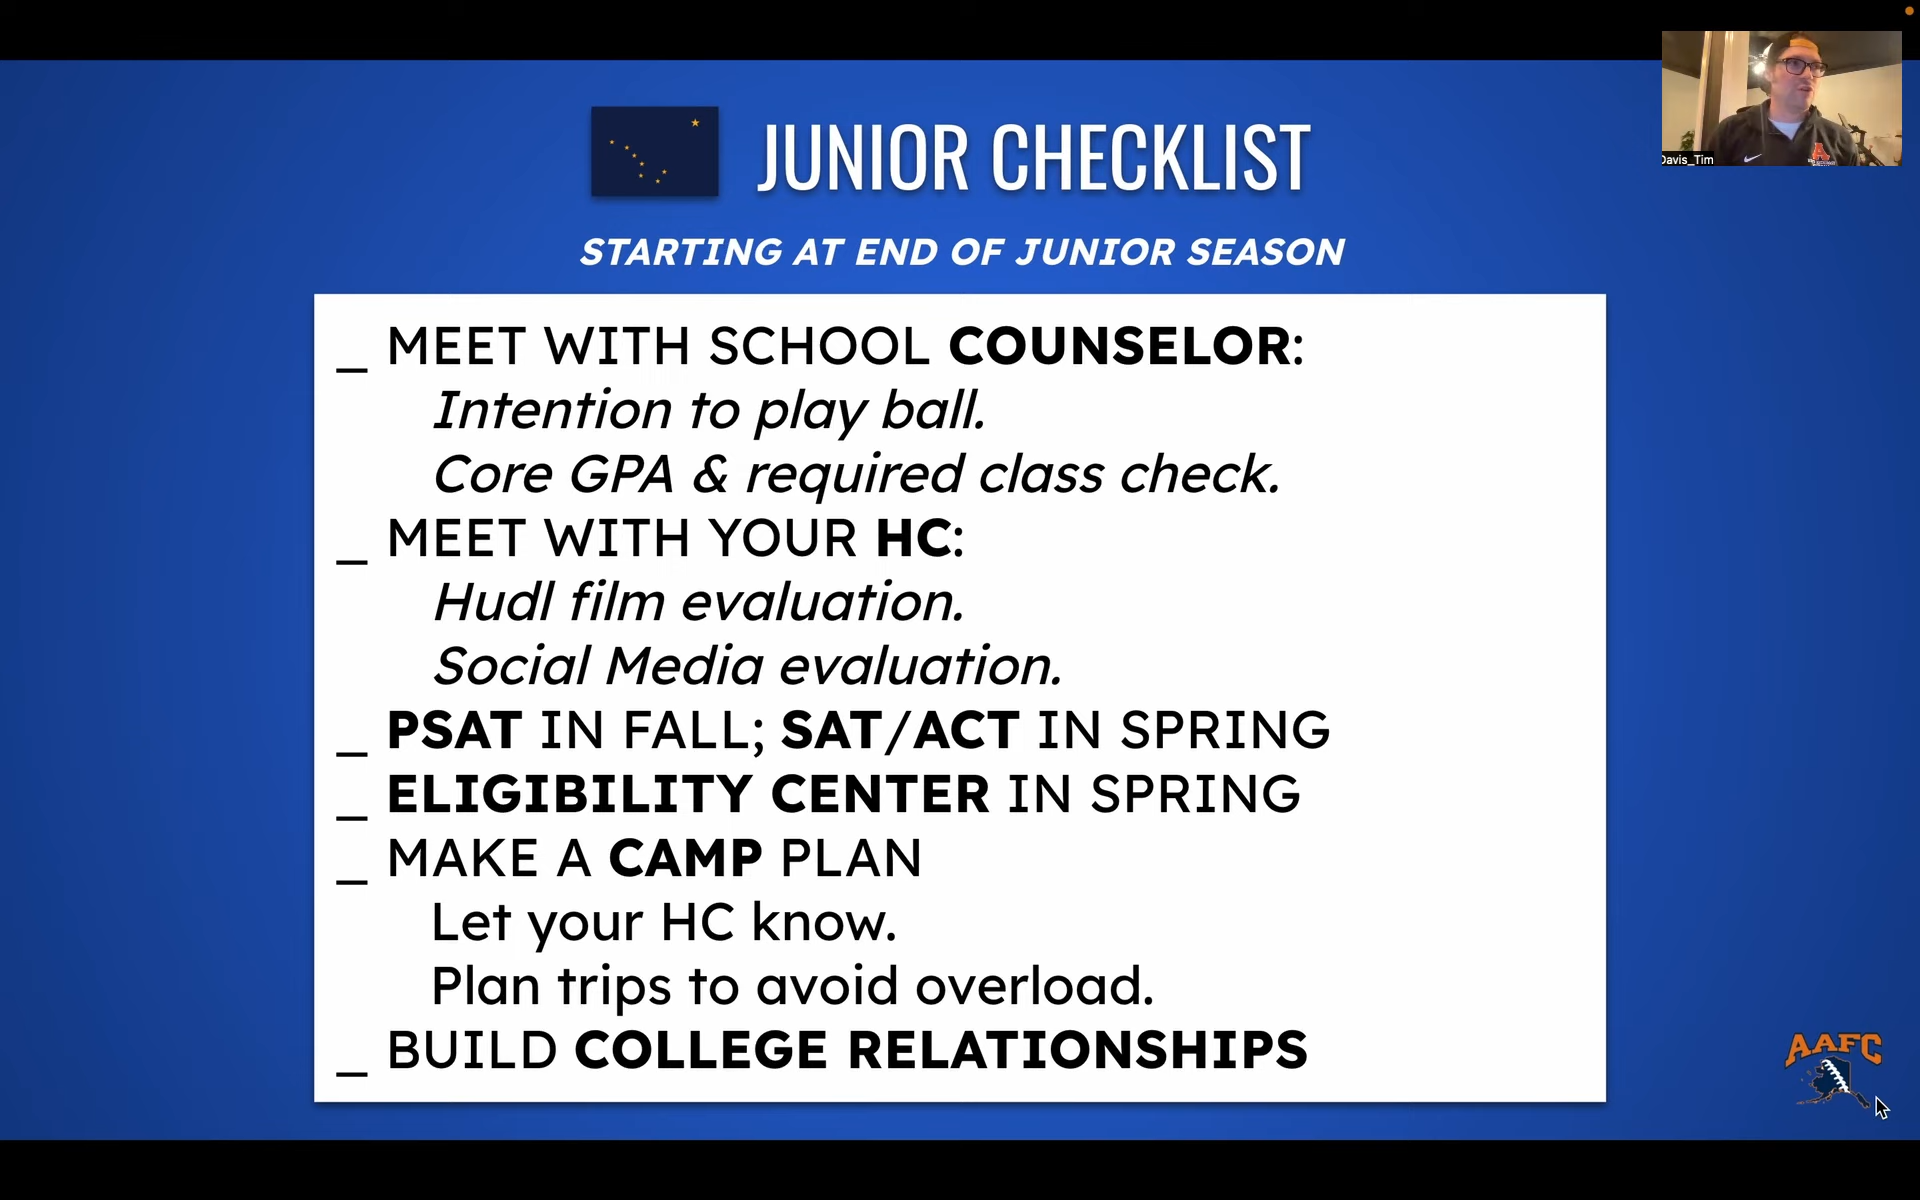 Davis_Tim
JUNIOR CHECKLIST
STARTING AT END OF JUNIOR SEASON
_ MEET WITH SCHOOL COUNSELOR:
Intention to play ball.
Core GPA & required class check.
_ MEET WITH YOUR HC:
Hudl film evaluation.
Social Media evaluation.
_ PSAT IN FALL; SAT/ACT IN SPRING
_ ELIGIBILITY CENTER IN SPRING
_ MAKE A CAMP PLAN
Let your HC know.
Plan trips to avoid overload.
_ BUILD COLLEGE RELATIONSHIPS
AAFC